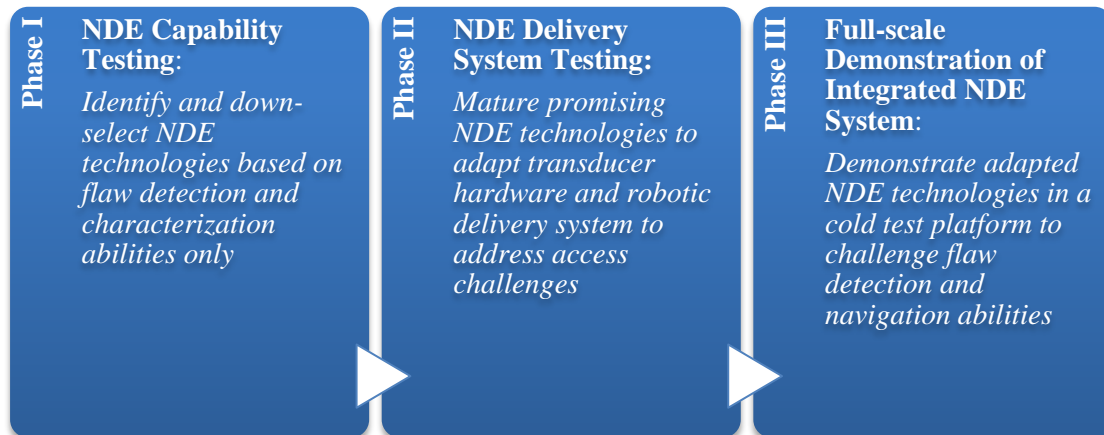 Phase I
NDE Capability
Testing:
Identify and down-
select NDE
technologies based on
flaw detection and
characterization
abilities only
Phase II
NDE Delivery
System Testing:
Mature promising
NDE technologies to
adapt transducer
hardware and robotic
delivery system to
address access
challenges
Phase III
Full-scale
Demonstration of
Integrated NDE
System:
Demonstrate adapted
NDE technologies in a
cold test platform to
challenge flaw
detection and
navigation abilities